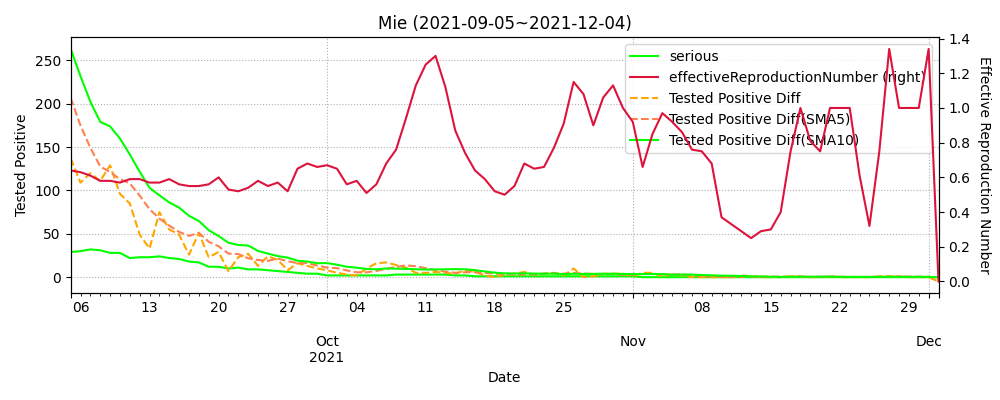 Mie (2021-09-05~2021-12-04)
serious
effectiveReproductionNumber (right)
Tested Positive Diff
Tested Positive Diff(SMA5)
Tested Positive Diff(SMA10)
Tested Positive
250
200
150
100
50
0
Effective Reproduction Number
1.4
1.2
1.0
0.8
0.6
0.4
0.2
0.0
06 13 20 27 04 11 18 25 08 15 22 29
Oct Nov Dec
2021
Date